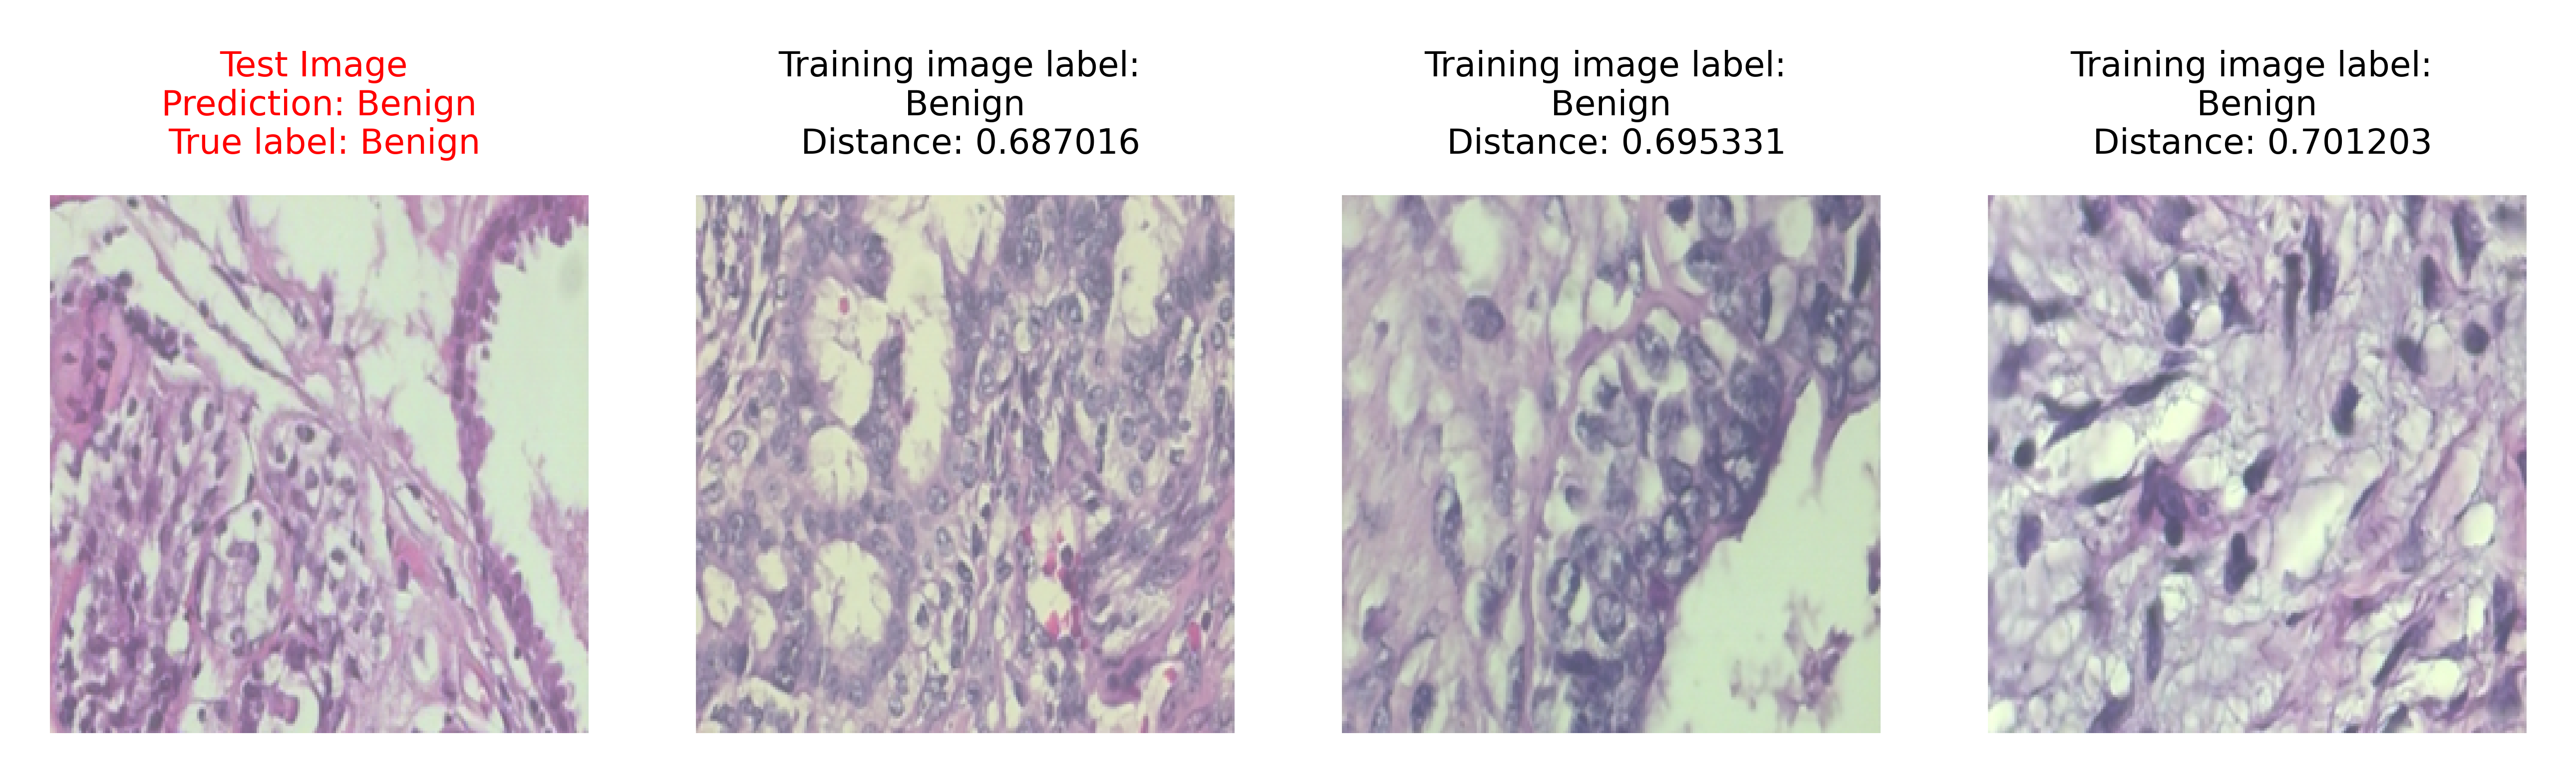 Test Image
Prediction: Benign
True label: Benign
Training image label:
Benign
Distance: 0.687016
Training image label:
Benign
Distance: 0.695331
Training image label:
Benign
Distance: 0.701203